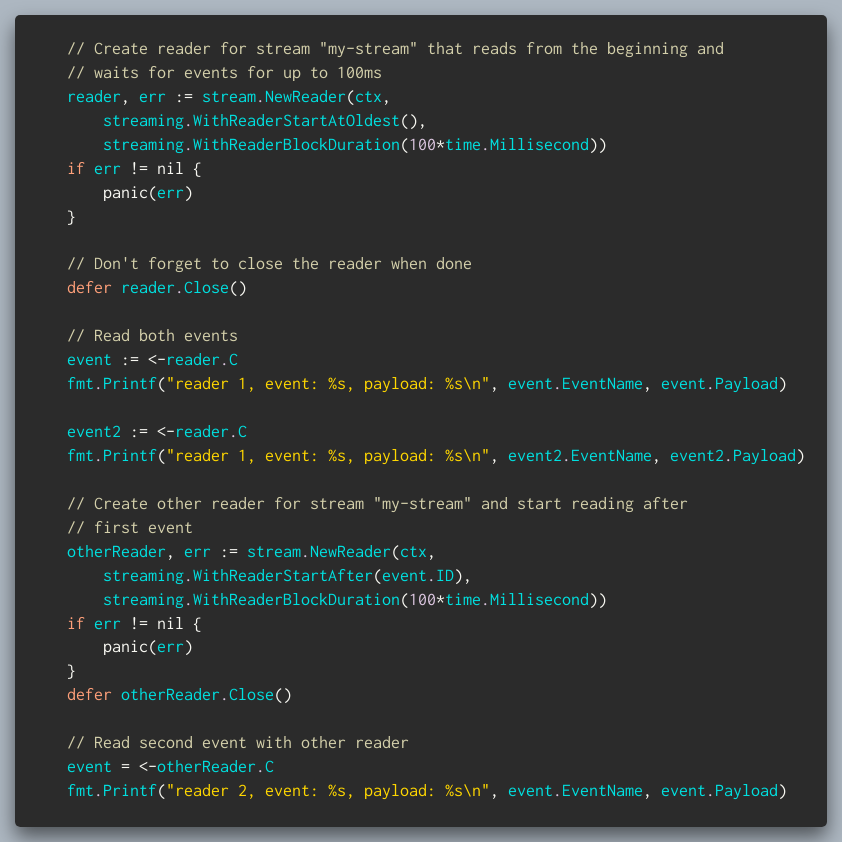 // Create reader for stream "my-stream" that reads from the beginning and
// waits for events for up to 100ms
reader, err := stream.NewReader(ctx,
    streaming.WithReaderStartAtOldest(),
    streaming.WithReaderBlockDuration(100*time.Millisecond))
if err != nil {
    panic(err)
}

// Don't forget to close the reader when done
defer reader.Close()

// Read both events
event := <-reader.C
fmt.Printf("reader 1, event: %s, payload: %s\n", event.EventName, event.Payload)

event2 := <-reader.C
fmt.Printf("reader 1, event: %s, payload: %s\n", event2.EventName, event2.Payload)

// Create other reader for stream "my-stream" and start reading after
// first event
otherReader, err := stream.NewReader(ctx,
    streaming.WithReaderStartAfter(event.ID),
    streaming.WithReaderBlockDuration(100*time.Millisecond))
if err != nil {
    panic(err)
}
defer otherReader.Close()

// Read second event with other reader
event = <-otherReader.C
fmt.Printf("reader 2, event: %s, payload: %s\n", event.EventName, event.Payload)